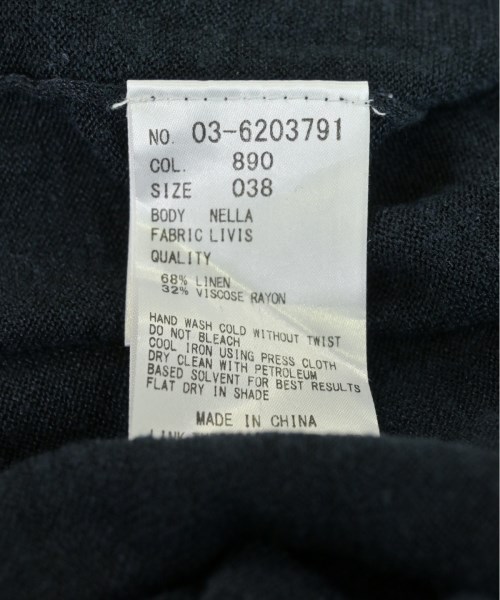 NO. 03-6203791
COL. 890
SIZE 038
BODY NELLA
FABRIC LIVIS
QUALITY
68% LINEN
32% VISCOSE RAYON
HAND WASH COLD WITHOUT TWIST
DO NOT BLEACH
COOL IRON USING PRESS CLOTH
DRY CLEAN WITH PETROLEUM
BASED SOLVENT FOR BEST RESULTS
FLAT DRY IN SHADE
MADE IN CHINA